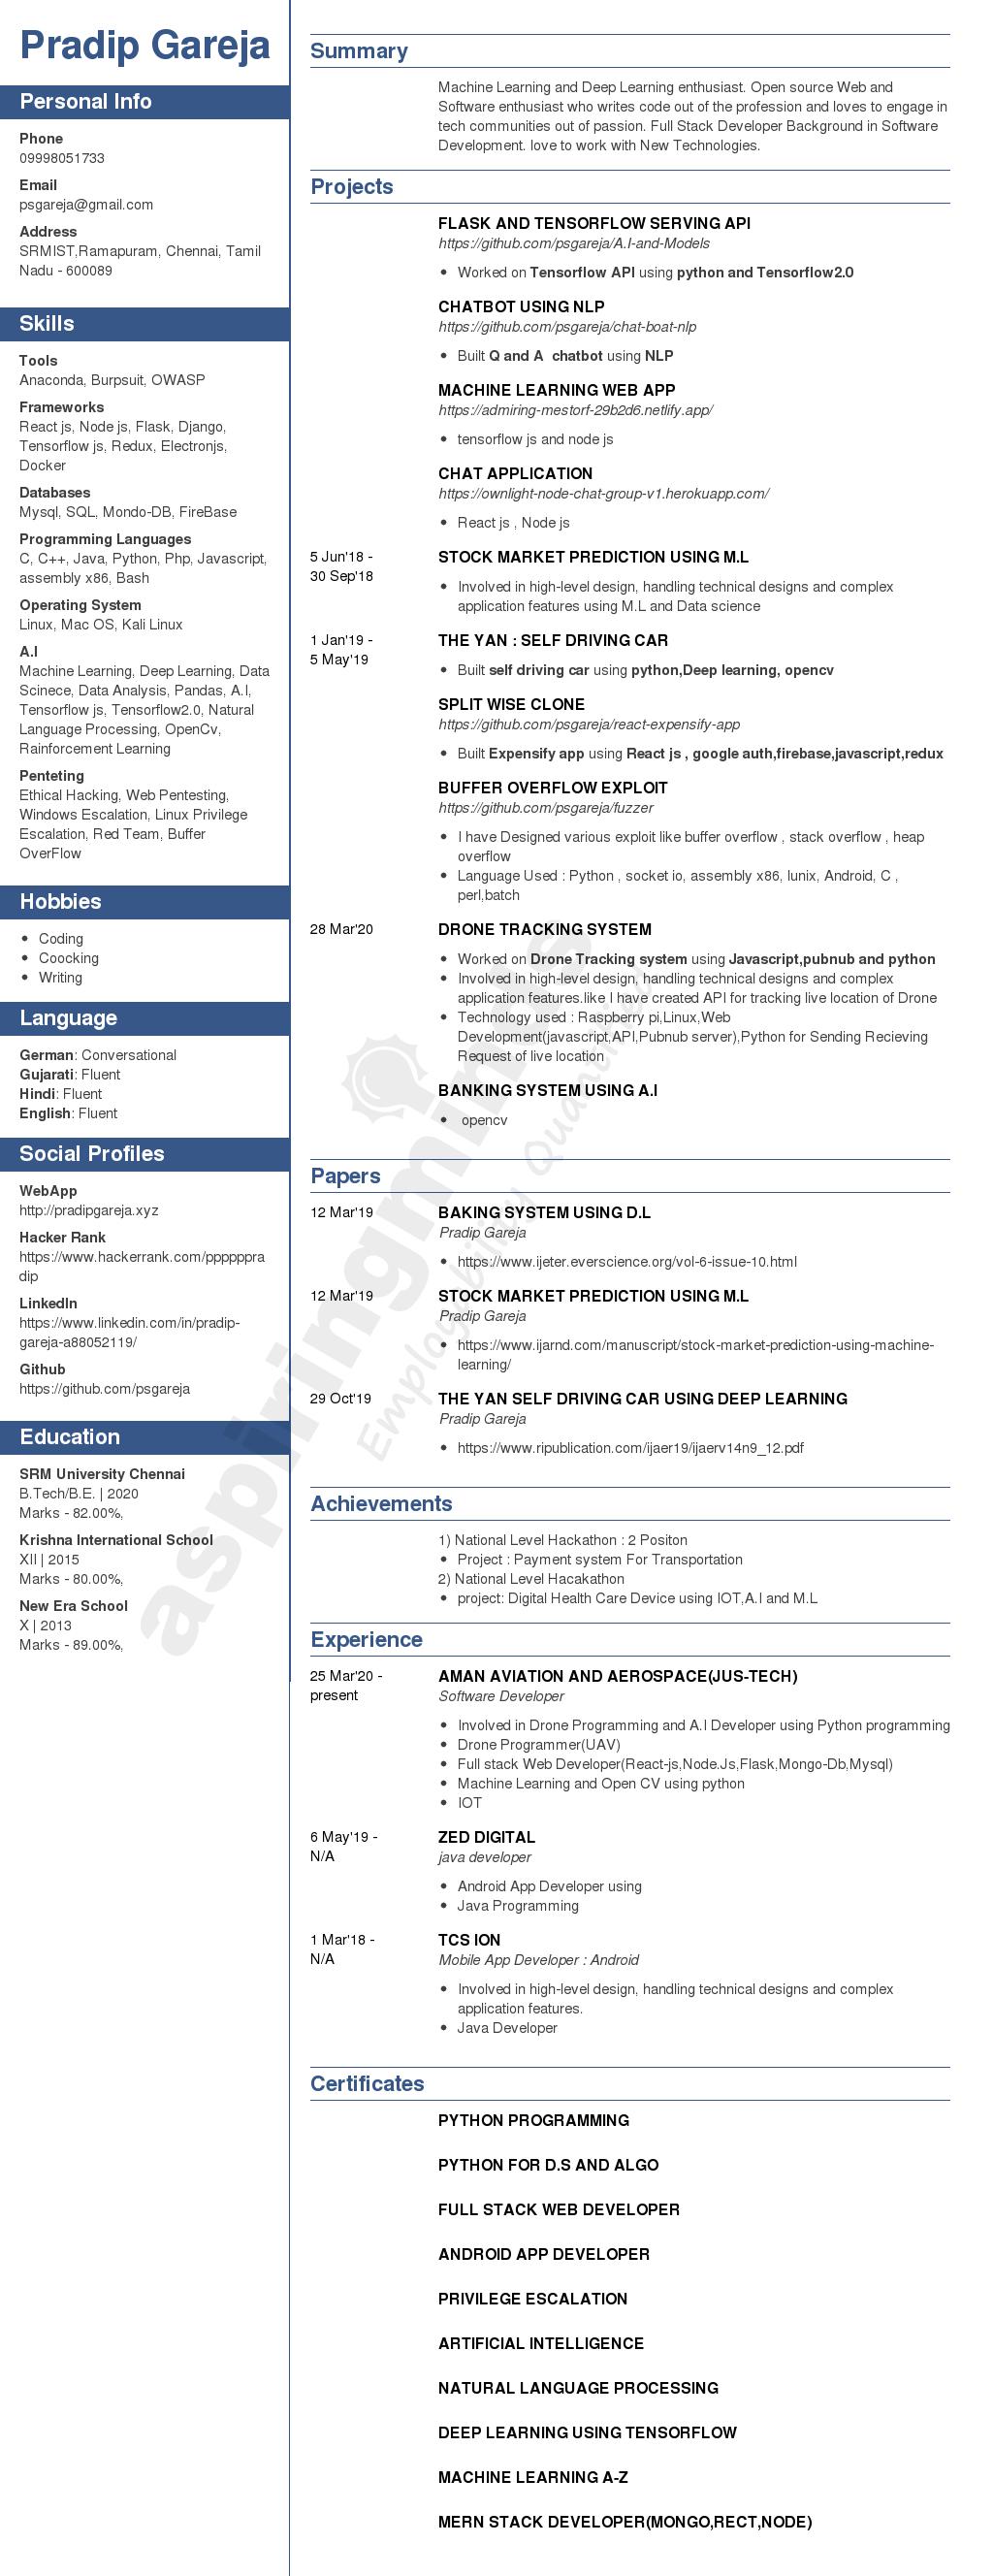 Pradip Gareja
Personal Info
Phone
09998051733
Email
psgareja@gmail.com
Address
SRMIST,Ramapuram, Chennai, Tamil
Nadu - 600089
Skills
Tools
Anaconda, Burpsuit, OWASP
Frameworks
React js, Node js, Flask, Django,
Tensorflow js, Redux, Electronjs,
Docker
Databases
Mysql, SQL, Mondo-DB, FireBase
Programming Languages
C, C++, Java, Python, Php, Javascript,
assembly x86, Bash
Operating System
Linux, Mac OS, Kali Linux
A.I
Machine Learning, Deep Learning, Data
Scinece, Data Analysis, Pandas, A.I,
Tensorflow js, Tensorflow2.0, Natural
Language Processing, OpenCv,
Rainforcement Learning
Penteting
Ethical Hacking, Web Pentesting,
Windows Escalation, Linux Privilege
Escalation, Red Team, Buffer
OverFlow
Hobbies
• Coding
• Coocking
• Writing
Language
German: Conversational
Gujarati: Fluent
Hindi: Fluent
English: Fluent
Social Profiles
WebApp
http://pradipgareja.xyz
Hacker Rank
https://www.hackerrank.com/ppppppra
dip
LinkedIn
https://www.linkedin.com/in/pradip-
gareja-a88052119/
Github
https://github.com/psgareja
Education
SRM University Chennai
B.Tech/B.E. | 2020
Marks - 82.00%,
Krishna International School
XII | 2015
Marks - 80.00%,
New Era School
X | 2013
Marks - 89.00%,
Summary
Machine Learning and Deep Learning enthusiast. Open source Web and
Software enthusiast who writes code out of the profession and loves to engage in
tech communities out of passion. Full Stack Developer Background in Software
Development. love to work with New Technologies.
Projects
FLASK AND TENSORFLOW SERVING API
https://github.com/psgareja/A.I-and-Models
• Worked on Tensorflow API using python and Tensorflow2.0
CHATBOT USING NLP
https://github.com/psgareja/chat-boat-nlp
• Built Q and A chatbot using NLP
MACHINE LEARNING WEB APP
https://admiring-mestorf-29b2d6.netlify.app/
• tensorflow js and node js
CHAT APPLICATION
https://ownlight-node-chat-group-v1.herokuapp.com/
• React js , Node js
5 Jun'18 -
30 Sep'18
STOCK MARKET PREDICTION USING M.L
• Involved in high-level design, handling technical designs and complex
application features using M.L and Data science
1 Jan'19 -
5 May'19
THE YAN : SELF DRIVING CAR
• Built self driving car using python,Deep learning, opencv
SPLIT WISE CLONE
https://github.com/psgareja/react-expensify-app
• Built Expensify app using React js , google auth,firebase,javascript,redux
BUFFER OVERFLOW EXPLOIT
https://github.com/psgareja/fuzzer
• I have Designed various exploit like buffer overflow , stack overflow , heap
overflow
• Language Used : Python , socket io, assembly x86, lunix, Android, C ,
perl,batch
28 Mar'20
DRONE TRACKING SYSTEM
• Worked on Drone Tracking system using Javascript,pubnub and python
• Involved in high-level design, handling technical designs and complex
application features.like I have created API for tracking live location of Drone
• Technology used : Raspberry pi,Linux,Web
Development(javascript,API,Pubnub server),Python for Sending Recieving
Request of live location
BANKING SYSTEM USING A.I
• opencv
Papers
12 Mar'19
BAKING SYSTEM USING D.L
Pradip Gareja
• https://www.ijeter.everscience.org/vol-6-issue-10.html
12 Mar'19
STOCK MARKET PREDICTION USING M.L
Pradip Gareja
• https://www.ijarnd.com/manuscript/stock-market-prediction-using-machine-
learning/
29 Oct'19
THE YAN SELF DRIVING CAR USING DEEP LEARNING
Pradip Gareja
• https://www.ripublication.com/ijaer19/ijaerv14n9_12.pdf
Achievements
1) National Level Hackathon : 2 Positon
• Project : Payment system For Transportation
2) National Level Hacakathon
• project: Digital Health Care Device using IOT,A.I and M.L
Experience
25 Mar'20 -
present
AMAN AVIATION AND AEROSPACE(JUS-TECH)
Software Developer
• Involved in Drone Programming and A.I Developer using Python programming
• Drone Programmer(UAV)
• Full stack Web Developer(React-js,Node.Js,Flask,Mongo-Db,Mysql)
• Machine Learning and Open CV using python
• IOT
6 May'19 -
N/A
ZED DIGITAL
java developer
• Android App Developer using
• Java Programming
1 Mar'18 -
N/A
TCS ION
Mobile App Developer : Android
• Involved in high-level design, handling technical designs and complex
application features.
• Java Developer
Certificates
PYTHON PROGRAMMING
PYTHON FOR D.S AND ALGO
FULL STACK WEB DEVELOPER
ANDROID APP DEVELOPER
PRIVILEGE ESCALATION
ARTIFICIAL INTELLIGENCE
NATURAL LANGUAGE PROCESSING
DEEP LEARNING USING TENSORFLOW
MACHINE LEARNING A-Z
MERN STACK DEVELOPER(MONGO,RECT,NODE)
aspiringminds
Employability Quantified